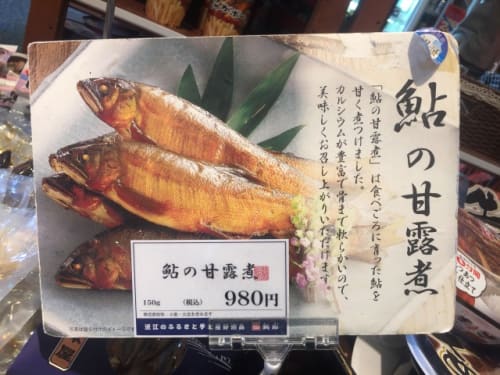 鮎の甘露煮
「鮎の甘露煮」は食べごろに育った鮎を
甘く煮つけました。
カルシウムが豊富で骨まで軟らかいので、
美味しくお召し上がりいただけます。
鮎の甘露煮
150g
(税込)
980円